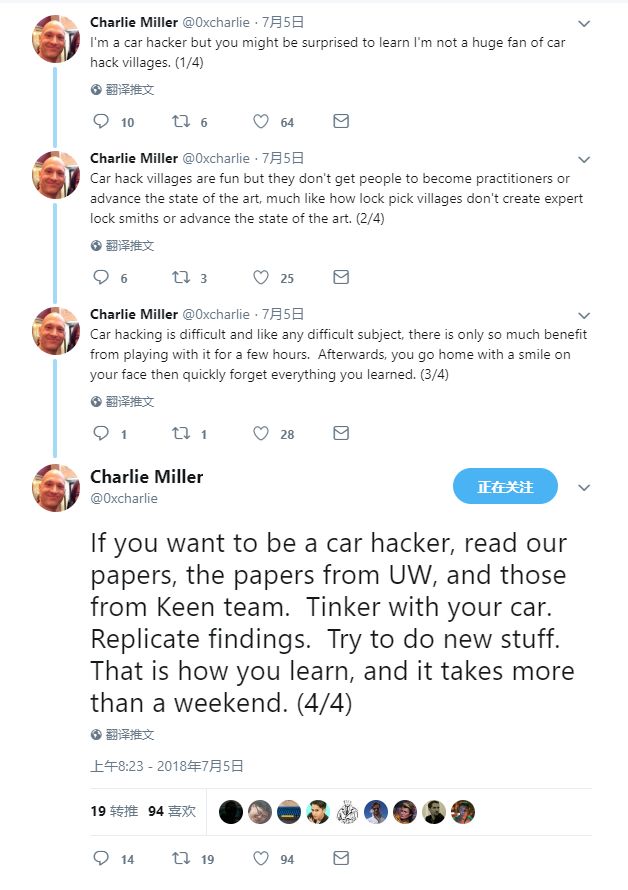 Charlie Miller @0xcharlie · 7月5日
I'm a car hacker but you might be surprised to learn I'm not a huge fan of car
hack villages. (1/4)
翻译推文
10 6 64
Charlie Miller @0xcharlie · 7月5日
Car hack villages are fun but they don't get people to become practitioners or
advance the state of the art, much like how lock pick villages don't create expert
lock smiths or advance the state of the art. (2/4)
翻译推文
6 3 25
Charlie Miller @0xcharlie · 7月5日
Car hacking is difficult and like any difficult subject, there is only so much benefit
from playing with it for a few hours.  Afterwards, you go home with a smile on
your face then quickly forget everything you learned. (3/4)
翻译推文
1 1 28
Charlie Miller
@0xcharlie
正在关注
If you want to be a car hacker, read our
papers, the papers from UW, and those
from Keen team.  Tinker with your car.
Replicate findings.  Try to do new stuff.
That is how you learn, and it takes more
than a weekend. (4/4)
翻译推文
上午8:23 - 2018年7月5日
19 转推 94 喜欢
14 19 94